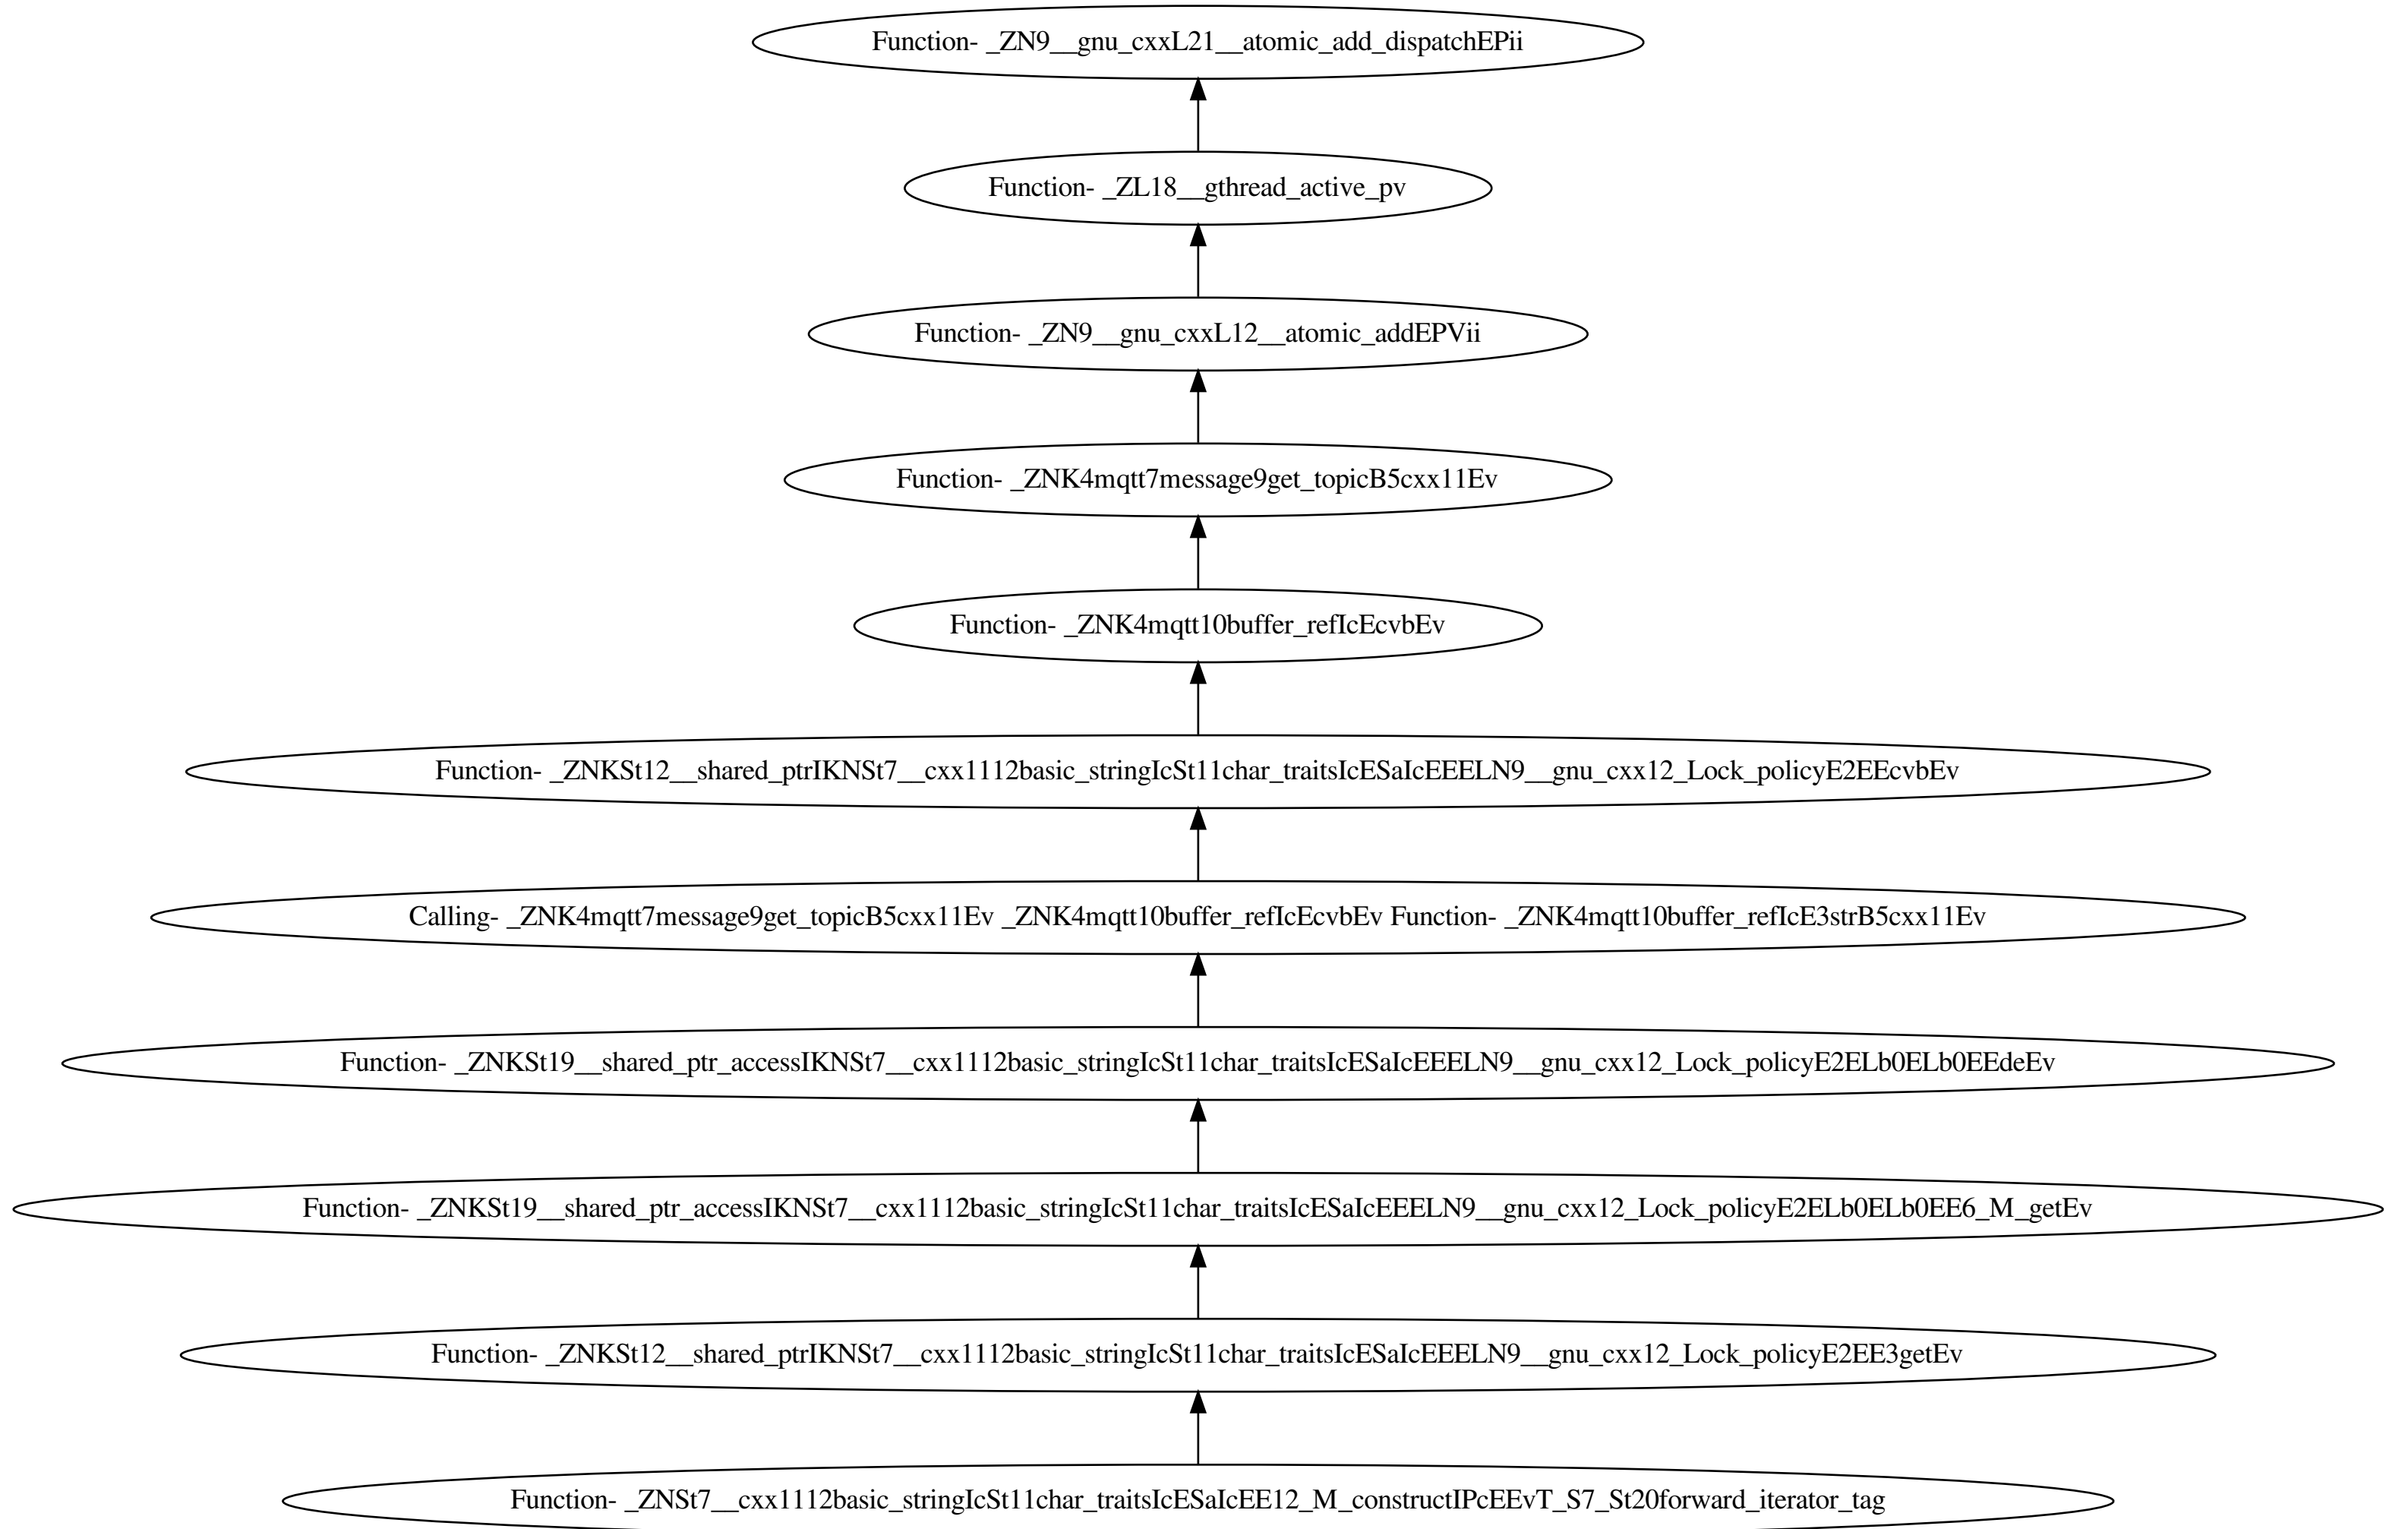 Function- _ZN9__gnu_cxxL21__atomic_add_dispatchEPii
Function- _ZL18__gthread_active_pv
Function- _ZN9__gnu_cxxL12__atomic_addEPVii
Function- _ZNK4mqtt7message9get_topicB5cxx11Ev
Function- _ZNK4mqtt10buffer_refIcEcvbEv
Function- _ZNKSt12__shared_ptrIKNSt7__cxx1112basic_stringIcSt11char_traitsIcESaIcEEELN9__gnu_cxx12_Lock_policyE2EEcvbEv
Calling- _ZNK4mqtt7message9get_topicB5cxx11Ev _ZNK4mqtt10buffer_refIcEcvbEv Function- _ZNK4mqtt10buffer_refIcE3strB5cxx11Ev
Function- _ZNKSt19__shared_ptr_accessIKNSt7__cxx1112basic_stringIcSt11char_traitsIcESaIcEEELN9__gnu_cxx12_Lock_policyE2ELb0ELb0EEdeEv
Function- _ZNKSt19__shared_ptr_accessIKNSt7__cxx1112basic_stringIcSt11char_traitsIcESaIcEEELN9__gnu_cxx12_Lock_policyE2ELb0ELb0EE6_M_getEv
Function- _ZNKSt12__shared_ptrIKNSt7__cxx1112basic_stringIcSt11char_traitsIcESaIcEEELN9__gnu_cxx12_Lock_policyE2EE3getEv
Function- _ZNSt7__cxx1112basic_stringIcSt11char_traitsIcESaIcEE12_M_constructIPcEEvT_S7_St20forward_iterator_tag